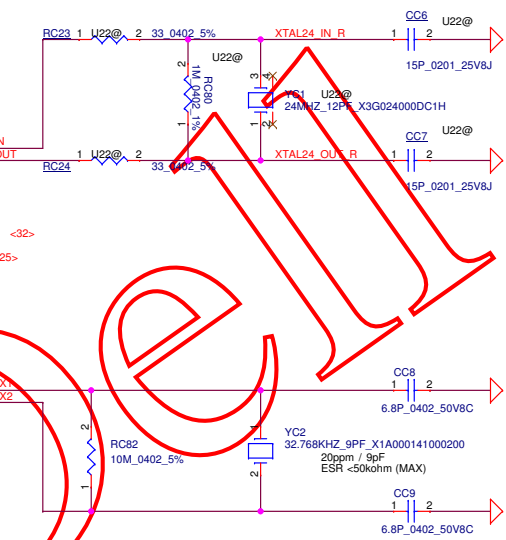 RC23 1 U22@ 2 33_0402_5%
XTAL24_IN_R
CC6 U22@
1 2
15P_0201_25V8J
U22@
2 RC80 1M_0402_1% 1
3 4
YC1 U22@
24MHZ_12PF_X3G024000DC1H
1 2
CC7 U22@
RC24 1 U22@ 2 33_0402_5%
XTAL24_OUT_R
1 2
15P_0201_25V8J
<32>
25>
CC8
X1
1 2
6.8P_0402_50V8C
X2
2 RC82 1
10M_0402_5%
1 YC2 2
32.768KHZ_9PF_X1A000141000200
20ppm / 9pF
ESR <50kohm (MAX)
CC9
1 2
6.8P_0402_50V8C
ell